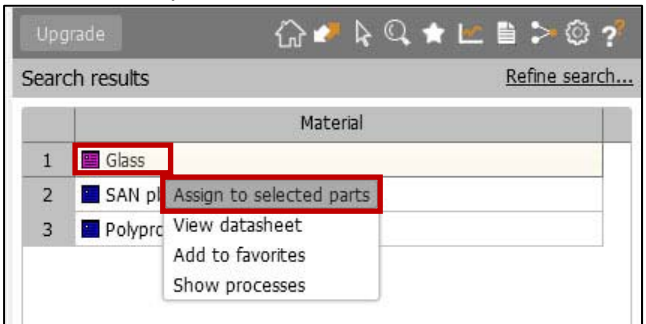 Upgrade
Search results Refine search...
Material
1 Glass
2 SAN pl
3 Polypro
Assign to selected parts
View datasheet
Add to favorites
Show processes